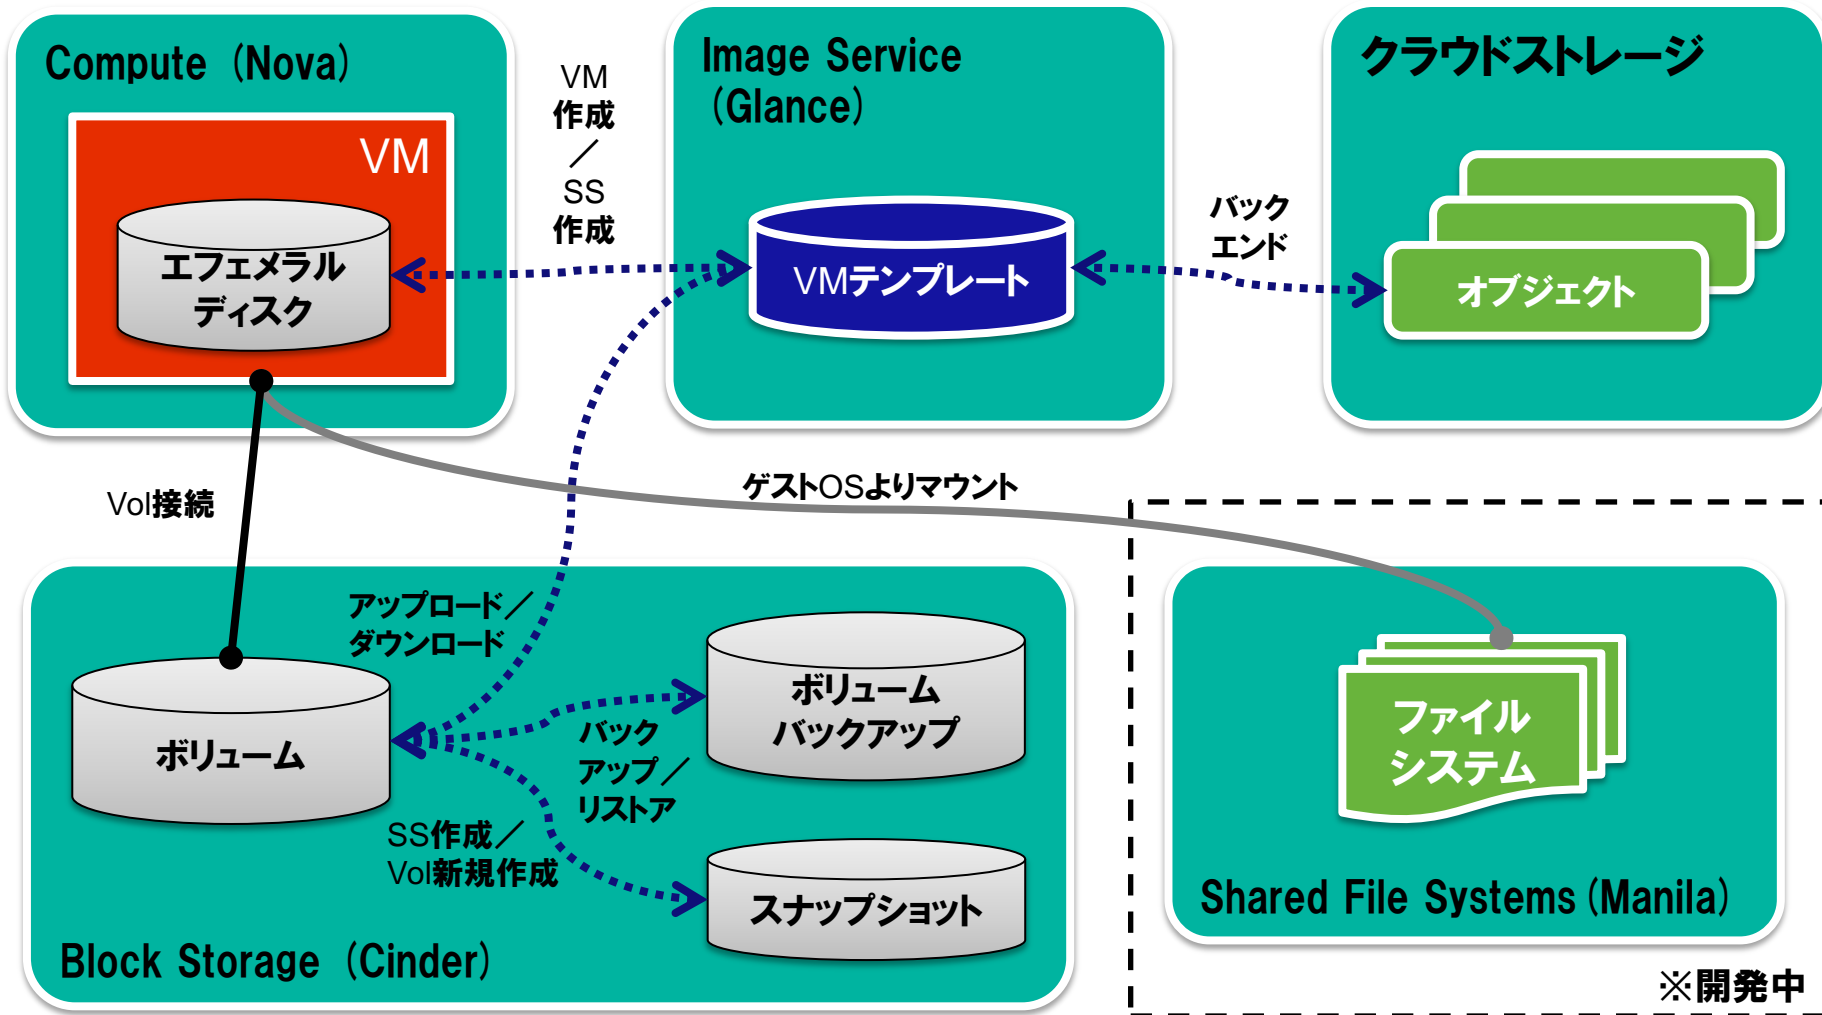 Compute (Nova)
VM
エフェメラル
ディスク
VM
作成
／
SS
作成
Image Service
(Glance)
VMテンプレート
バック
エンド
クラウドストレージ
オブジェクト
Vol接続
ゲストOSよりマウント
アップロード／
ダウンロード
ボリューム
ボリューム
バックアップ
バック
アップ／
リストア
SS作成／
Vol新規作成
スナップショット
Block Storage (Cinder)
ファイル
システム
Shared File Systems (Manila)
※開発中